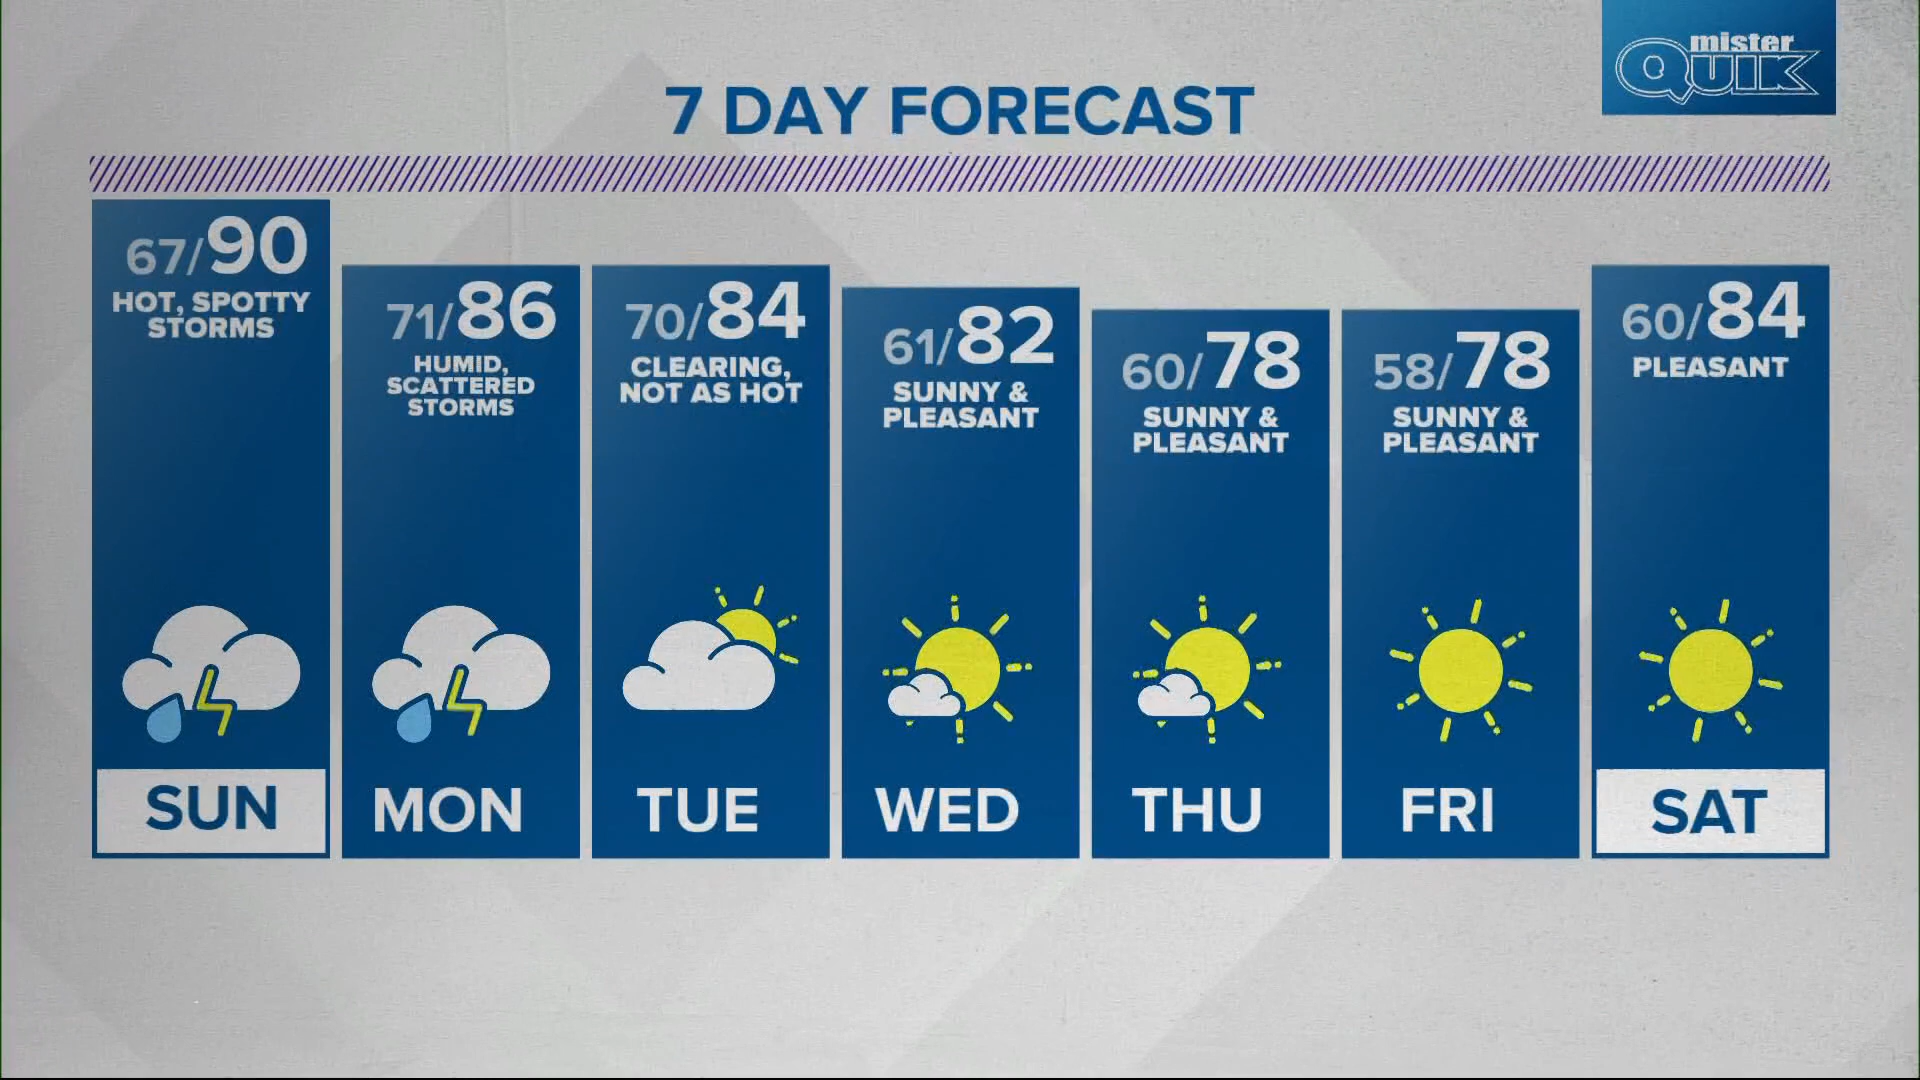 mister
QUIK
7 DAY FORECAST
67/90
HOT, SPOTTY
STORMS
SUN
71/86
HUMID,
SCATTERED
STORMS
MON
70/84
CLEARING,
NOT AS HOT
TUE
61/82
SUNNY &
PLEASANT
WED
60/78
SUNNY &
PLEASANT
THU
58/78
SUNNY &
PLEASANT
FRI
60/84
PLEASANT
SAT